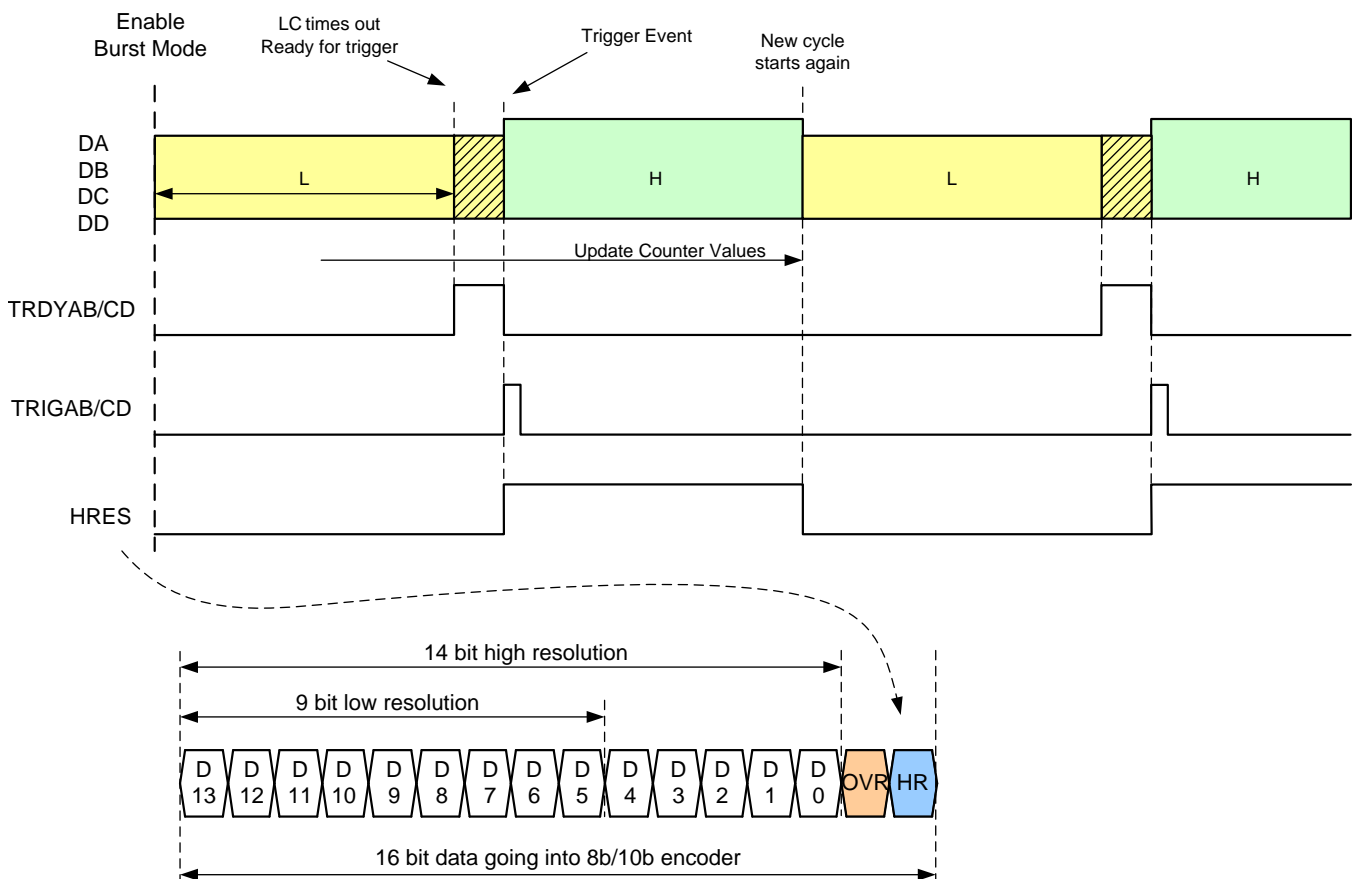 Enable
Burst Mode
LC times out
Ready for trigger
Trigger Event
New cycle
starts again
DA
DB
DC
DD
L
H
L
H
Update Counter Values
TRDYAB/CD
TRIGAB/CD
HRES
14 bit high resolution
9 bit low resolution
D
13
D
12
D
11
D
10
D
9
D
8
D
7
D
6
D
5
D
4
D
3
D
2
D
1
D
0
OVR
HR
16 bit data going into 8b/10b encoder